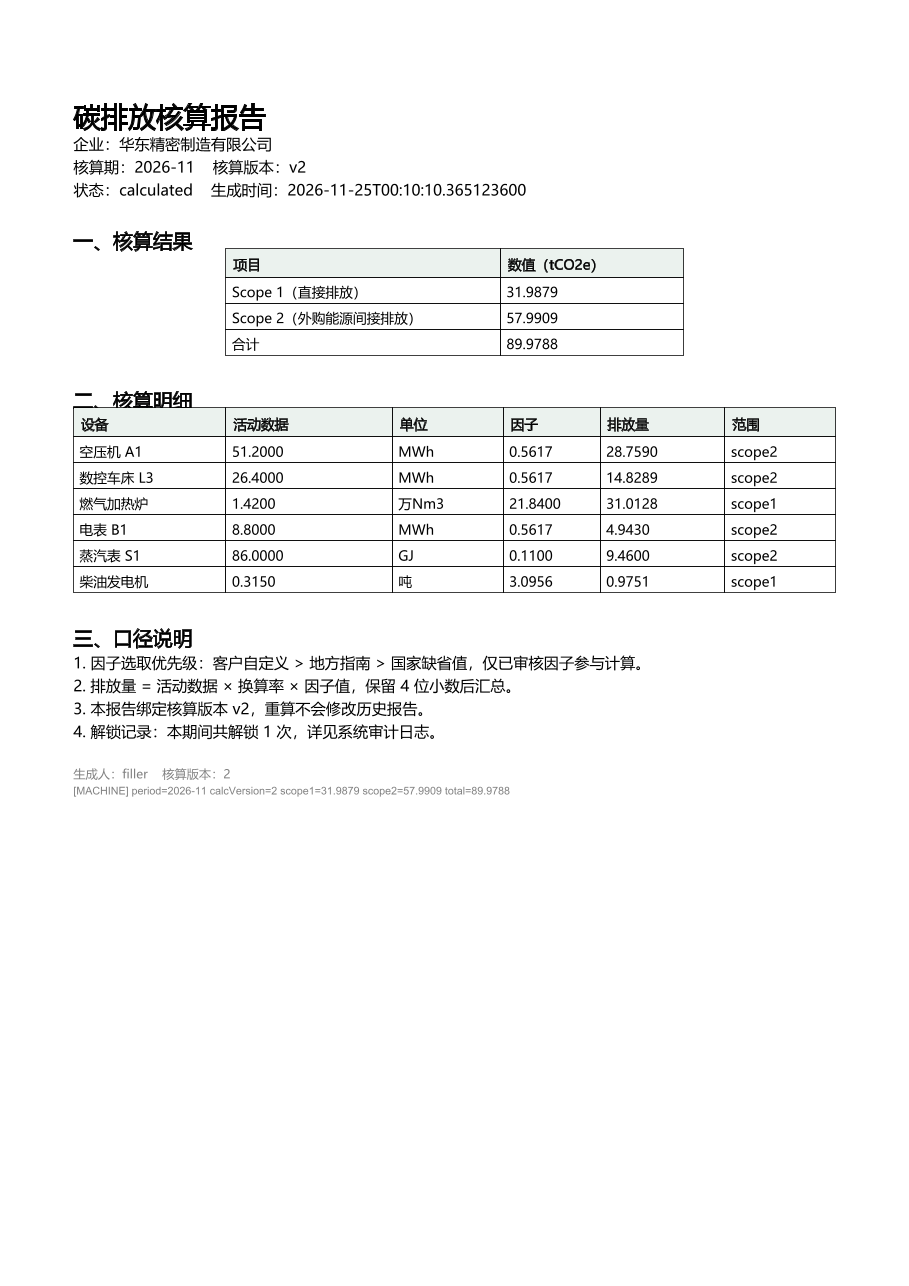 碳排放核算报告
企业：华东精密制造有限公司
核算期：2026-11 核算版本：v2
状态：calculated 生成时间：2026-11-25T00:10:10.365123600
一、核算结果
项目 数值（tCO2e）
Scope 1（直接排放） 31.9879
Scope 2（外购能源间接排放） 57.9909
合计 89.9788
二、核算明细
设备 活动数据 单位 因子 排放量 范围
空压机 A1 51.2000 MWh 0.5617 28.7590 scope2
数控车床 L3 26.4000 MWh 0.5617 14.8289 scope2
燃气加热炉 1.4200 万Nm3 21.8400 31.0128 scope1
电表 B1 8.8000 MWh 0.5617 4.9430 scope2
蒸汽表 S1 86.0000 GJ 0.1100 9.4600 scope2
柴油发电机 0.3150 吨 3.0956 0.9751 scope1
三、口径说明
1. 因子选取优先级：客户自定义 > 地方指南 > 国家缺省值，仅已审核因子参与计算。
2. 排放量 = 活动数据 × 换算率 × 因子值，保留 4 位小数后汇总。
3. 本报告绑定核算版本 v2，重算不会修改历史报告。
4. 解锁记录：本期间共解锁 1 次，详见系统审计日志。
生成人：filler 核算版本：2
[MACHINE] period=2026-11 calcVersion=2 scope1=31.9879 scope2=57.9909 total=89.9788